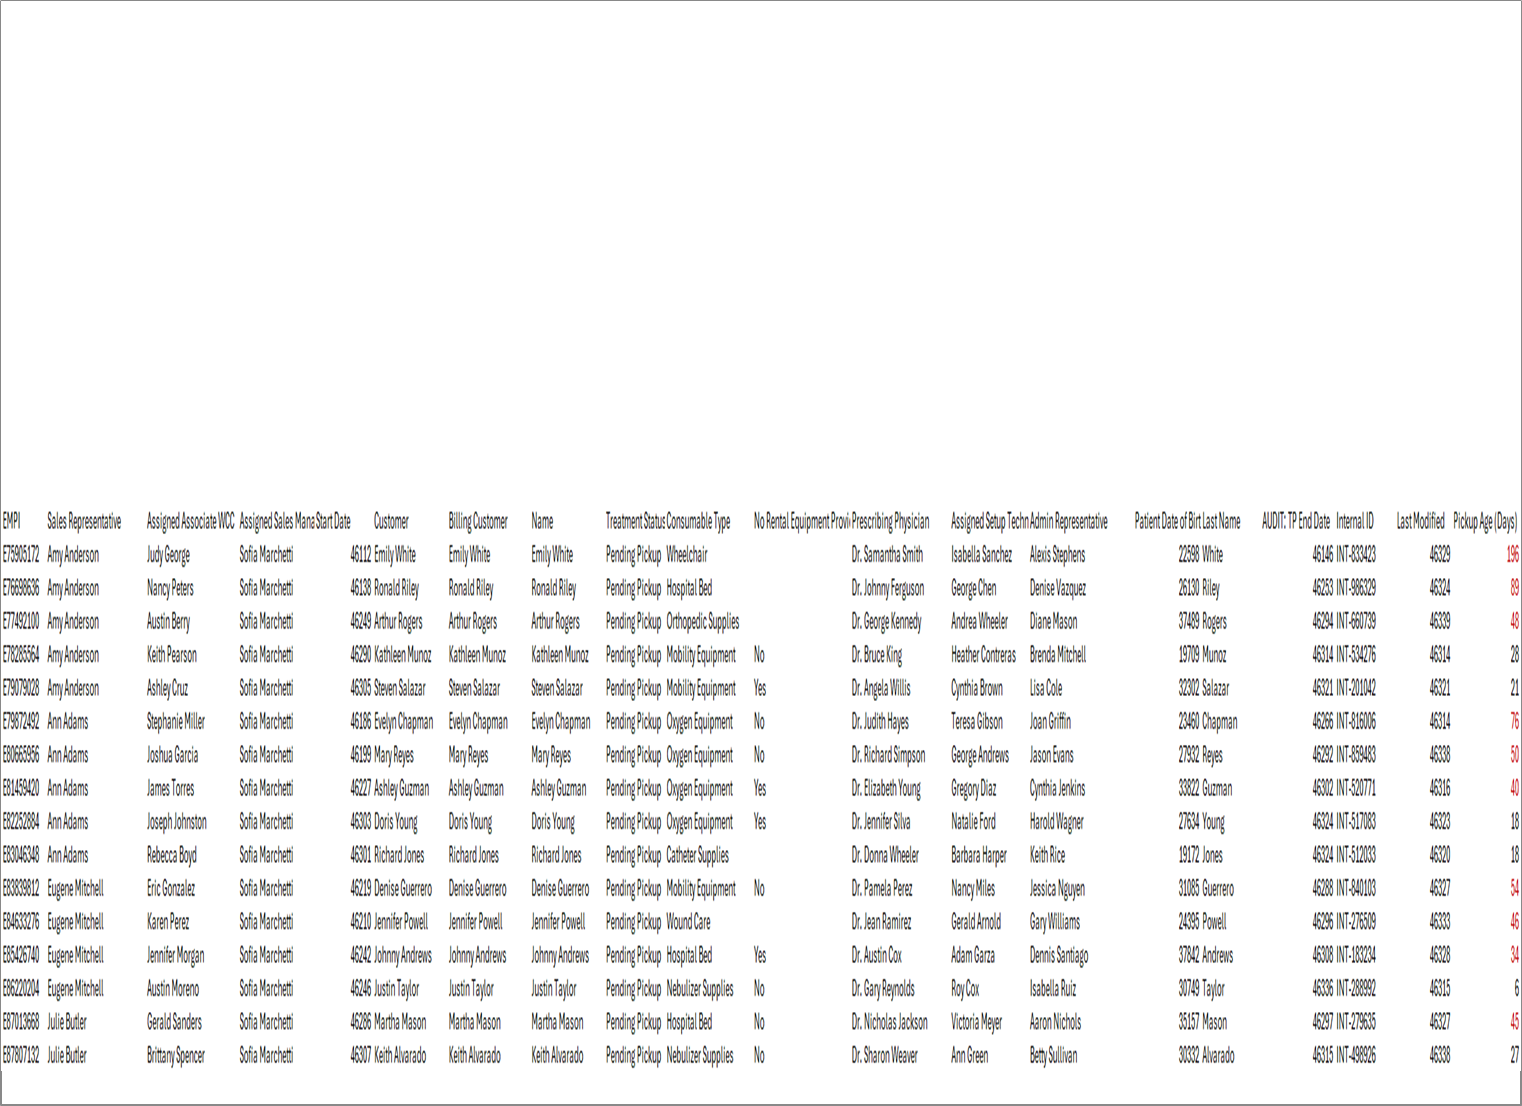 EMPI Sales Representative Assigned Associate WCC Assigned Sales Mana Start Date Customer Billing Customer Name Treatment Status Consumable Type No Rental Equipment Provi Prescribing Physician Assigned Setup Techn Admin Representative Patient Date of Birt Last Name AUDIT: TP End Date Internal ID Last Modified Pickup Age (Days)
E75905172 Amy Anderson Judy George Sofia Marchetti 46112 Emily White Emily White Emily White Pending Pickup Wheelchair Dr. Samantha Smith Isabella Sanchez Alexis Stephens 22598 White 46146 INT-833423 46329 196
E76698636 Amy Anderson Nancy Peters Sofia Marchetti 46138 Ronald Riley Ronald Riley Ronald Riley Pending Pickup Hospital Bed Dr. Johnny Ferguson George Chen Denise Vazquez 26130 Riley 46253 INT-986329 46324 89
E77492100 Amy Anderson Austin Berry Sofia Marchetti 46249 Arthur Rogers Arthur Rogers Arthur Rogers Pending Pickup Orthopedic Supplies Dr. George Kennedy Andrea Wheeler Diane Mason 37489 Rogers 46294 INT-660739 46339 48
E78285564 Amy Anderson Keith Pearson Sofia Marchetti 46290 Kathleen Munoz Kathleen Munoz Kathleen Munoz Pending Pickup Mobility Equipment No Dr. Bruce King Heather Contreras Brenda Mitchell 19709 Munoz 46314 INT-534276 46314 28
E79079028 Amy Anderson Ashley Cruz Sofia Marchetti 46305 Steven Salazar Steven Salazar Steven Salazar Pending Pickup Mobility Equipment Yes Dr. Angela Willis Cynthia Brown Lisa Cole 32302 Salazar 46321 INT-201042 46321 21
E79872492 Ann Adams Stephanie Miller Sofia Marchetti 46186 Evelyn Chapman Evelyn Chapman Evelyn Chapman Pending Pickup Oxygen Equipment No Dr. Judith Hayes Teresa Gibson Joan Griffin 23460 Chapman 46266 INT-816006 46314 76
E80665956 Ann Adams Joshua Garcia Sofia Marchetti 46199 Mary Reyes Mary Reyes Mary Reyes Pending Pickup Oxygen Equipment No Dr. Richard Simpson George Andrews Jason Evans 27932 Reyes 46292 INT-859483 46338 50
E81459420 Ann Adams James Torres Sofia Marchetti 46227 Ashley Guzman Ashley Guzman Ashley Guzman Pending Pickup Oxygen Equipment Yes Dr. Elizabeth Young Gregory Diaz Cynthia Jenkins 33822 Guzman 46302 INT-520771 46316 40
E82252884 Ann Adams Joseph Johnston Sofia Marchetti 46303 Doris Young Doris Young Doris Young Pending Pickup Oxygen Equipment Yes Dr. Jennifer Silva Natalie Ford Harold Wagner 27634 Young 46324 INT-517083 46323 18
E83046348 Ann Adams Rebecca Boyd Sofia Marchetti 46301 Richard Jones Richard Jones Richard Jones Pending Pickup Catheter Supplies Dr. Donna Wheeler Barbara Harper Keith Rice 19172 Jones 46324 INT-512033 46320 18
E83839812 Eugene Mitchell Eric Gonzalez Sofia Marchetti 46219 Denise Guerrero Denise Guerrero Denise Guerrero Pending Pickup Mobility Equipment No Dr. Pamela Perez Nancy Miles Jessica Nguyen 31085 Guerrero 46288 INT-840103 46327 54
E84633276 Eugene Mitchell Karen Perez Sofia Marchetti 46210 Jennifer Powell Jennifer Powell Jennifer Powell Pending Pickup Wound Care Dr. Jean Ramirez Gerald Arnold Gary Williams 24395 Powell 46296 INT-276509 46333 46
E85426740 Eugene Mitchell Jennifer Morgan Sofia Marchetti 46242 Johnny Andrews Johnny Andrews Johnny Andrews Pending Pickup Hospital Bed Yes Dr. Austin Cox Adam Garza Dennis Santiago 37842 Andrews 46308 INT-183234 46328 34
E86220204 Eugene Mitchell Austin Moreno Sofia Marchetti 46246 Justin Taylor Justin Taylor Justin Taylor Pending Pickup Nebulizer Supplies No Dr. Gary Reynolds Roy Cox Isabella Ruiz 30749 Taylor 46336 INT-288992 46315 6
E87013668 Julie Butler Gerald Sanders Sofia Marchetti 46286 Martha Mason Martha Mason Martha Mason Pending Pickup Hospital Bed No Dr. Nicholas Jackson Victoria Meyer Aaron Nichols 35157 Mason 46297 INT-279635 46327 45
E87807132 Julie Butler Brittany Spencer Sofia Marchetti 46307 Keith Alvarado Keith Alvarado Keith Alvarado Pending Pickup Nebulizer Supplies No Dr. Sharon Weaver Ann Green Betty Sullivan 30332 Alvarado 46315 INT-498926 46338 27